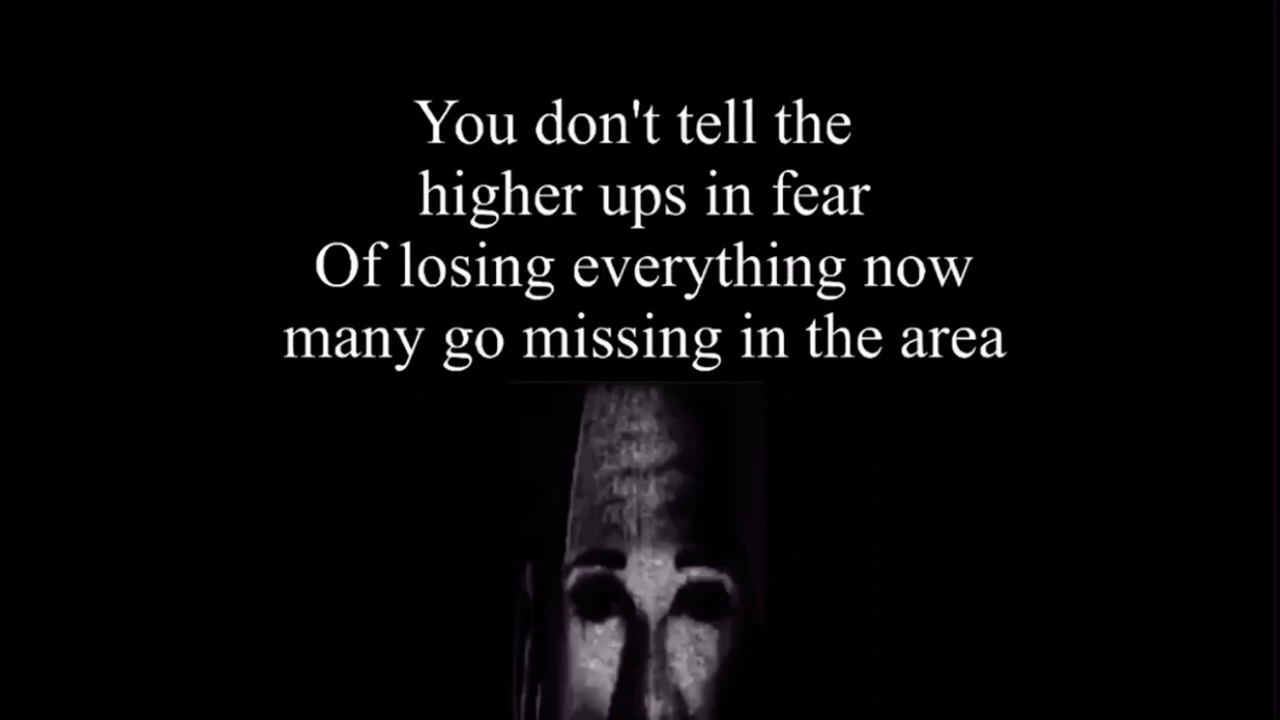 You don't tell the
higher ups in fear
Of losing everything now
many go missing in the area